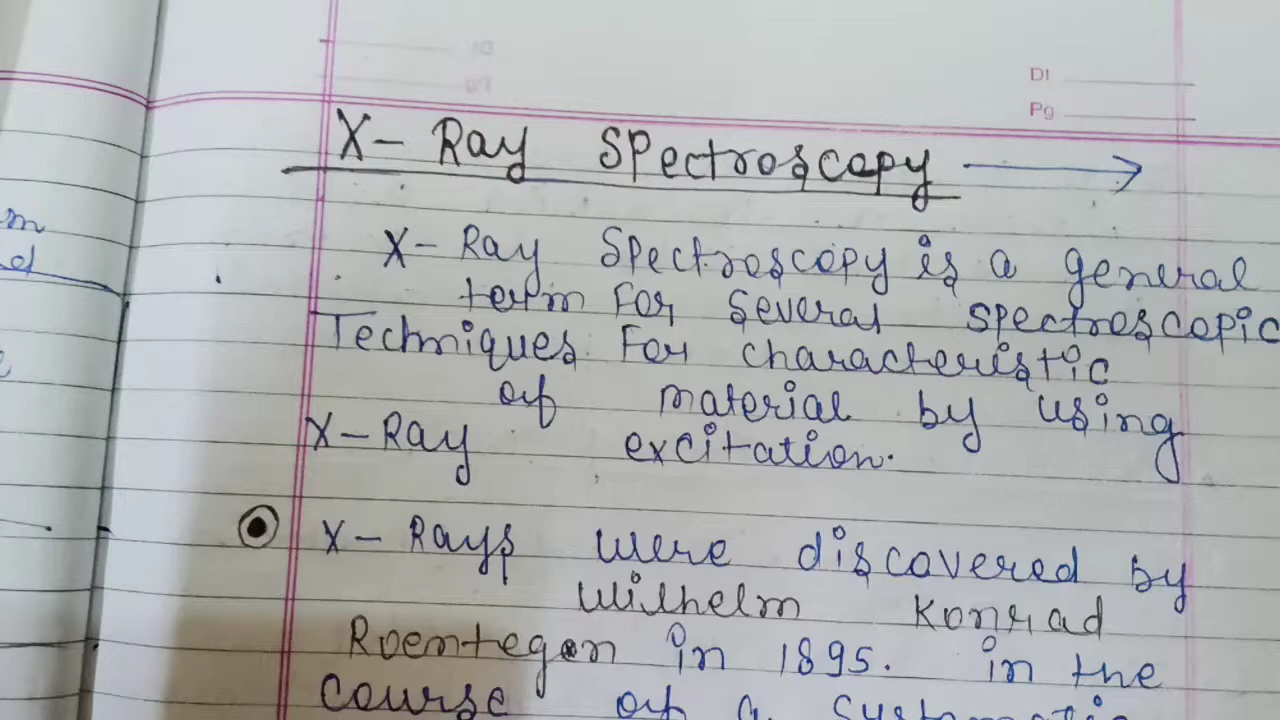 Dt
Pg
X- Ray Spectroscopy
X- Ray Spectroscopy is a general
term For several spectroscopic
Techniques For characteristic
of material by using
X-Ray excitation.
X- Rays were discovered by
Wilhelm Konrad
Roentegen in 1895. in the
course of a